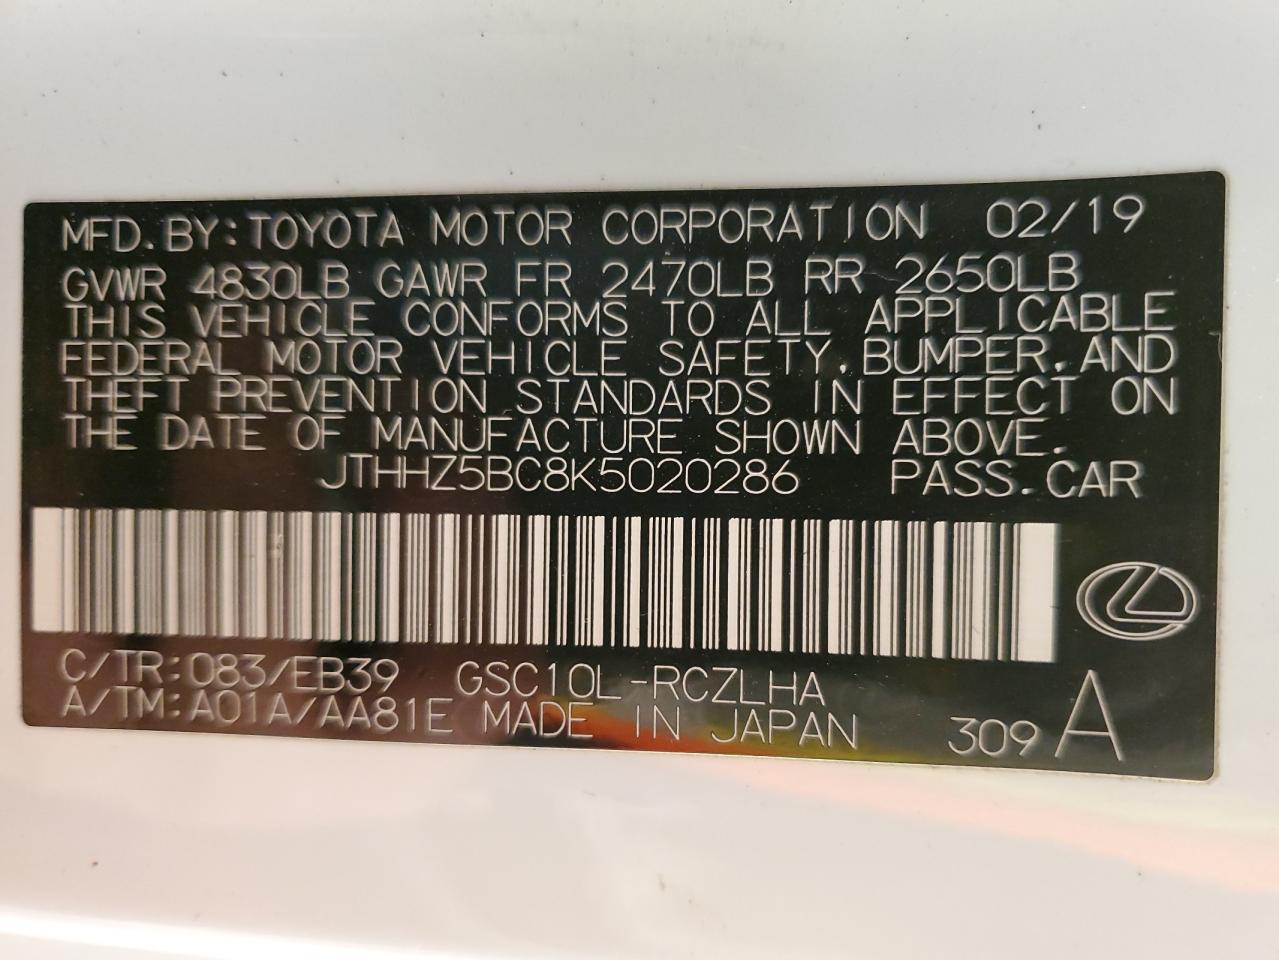 MFD.BY:TOYOTA MOTOR CORPORATION 02/19
GVWR 4830LB GAWR FR 2470LB RR 2650LB
THIS VEHICLE CONFORMS TO ALL APPLICABLE
FEDERAL MOTOR VEHICLE SAFETY,BUMPER,AND
THEFT PREVENTION STANDARDS IN EFFECT ON
THE DATE OF MANUFACTURE SHOWN ABOVE.
JTHHZ5BC8K5020286 PASS.CAR
C/TR:083/EB39 GSC10L-RCZLHA
A/TM:A01A/AA81E MADE IN JAPAN 309 A